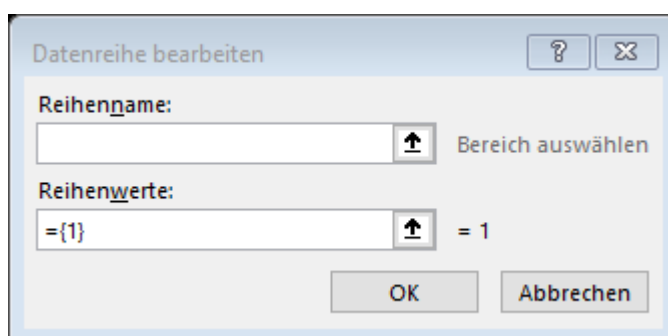 Datenreihe bearbeiten
Reihenname:
Bereich auswählen
Reihenwerte:
={1} = 1
OK Abbrechen